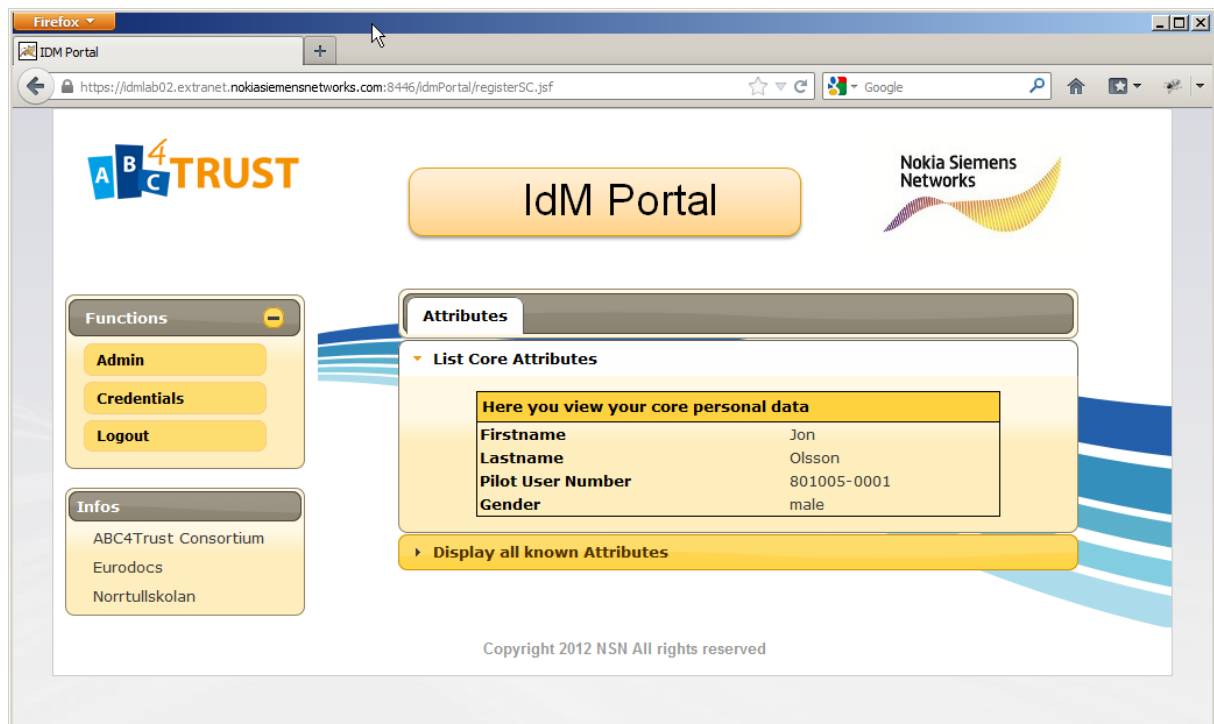 Firefox
IDM Portal
https://idmlab02.extranet.nokiasiemensnetworks.com:8446/idmPortal/registerSC.jsf
Google
ABC4TRUST
IdM Portal
Nokia Siemens
Networks
Functions
Admin
Credentials
Logout
Infos
ABC4Trust Consortium
Eurodocs
Norrtullskolan
Attributes
List Core Attributes
Here you view your core personal data
Firstname Jon
Lastname Olsson
Pilot User Number 801005-0001
Gender male
Display all known Attributes
Copyright 2012 NSN All rights reserved